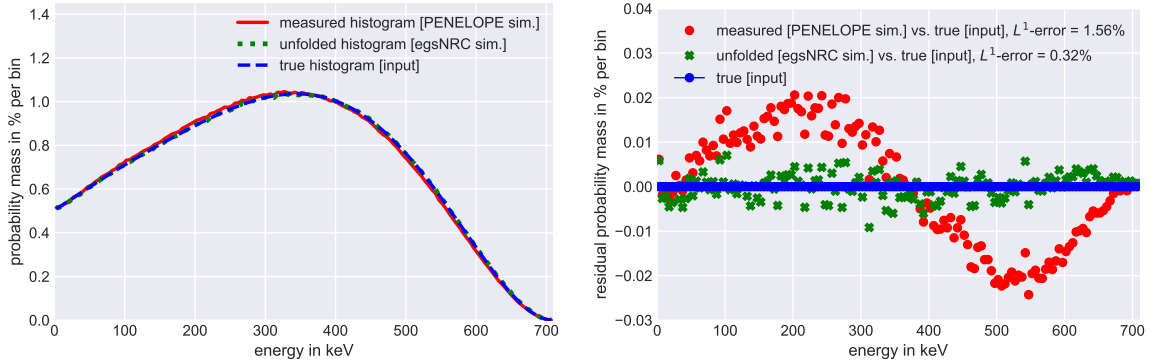 measured histogram [PENELOPE sim.]
unfolded histogram [egsNRC sim.]
true histogram [input]
probability mass in % per bin
1.4
1.2
1.0
0.8
0.6
0.4
0.2
0.0
0 100 200 300 400 500 600 700
energy in keV
measured [PENELOPE sim.] vs. true [input], L¹-error = 1.56%
unfolded [egsNRC sim.] vs. true [input], L¹-error = 0.32%
true [input]
residual probability mass in % per bin
0.04
0.03
0.02
0.01
0.00
−0.01
−0.02
−0.03
0 100 200 300 400 500 600 700
energy in keV